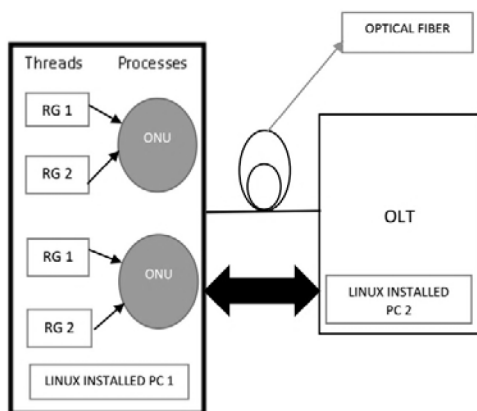 OPTICAL FIBER
Threads Processes
RG 1
ONU
RG 2
RG 1
ONU
RG 2
LINUX INSTALLED PC 1
OLT
LINUX INSTALLED
PC 2